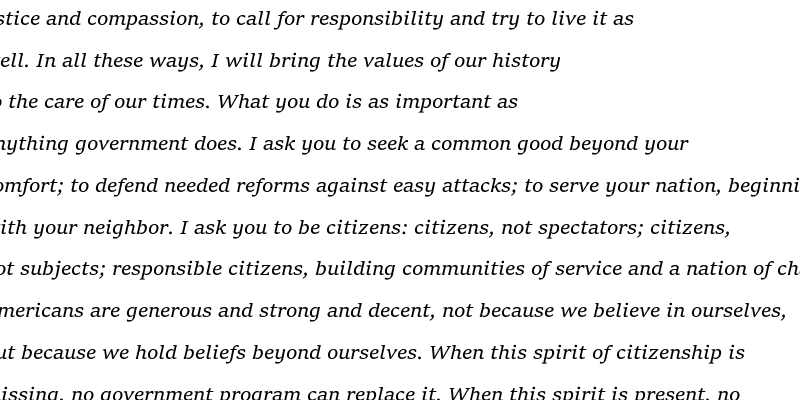 stice and compassion, to call for responsibility and try to live it as
ell. In all these ways, I will bring the values of our history
o the care of our times. What you do is as important as
nything government does. I ask you to seek a common good beyond your
omfort; to defend needed reforms against easy attacks; to serve your nation, beginni
ith your neighbor. I ask you to be citizens: citizens, not spectators; citizens,
ot subjects; responsible citizens, building communities of service and a nation of ch
mericans are generous and strong and decent, not because we believe in ourselves,
ut because we hold beliefs beyond ourselves. When this spirit of citizenship is
issing, no government program can replace it. When this spirit is present, no